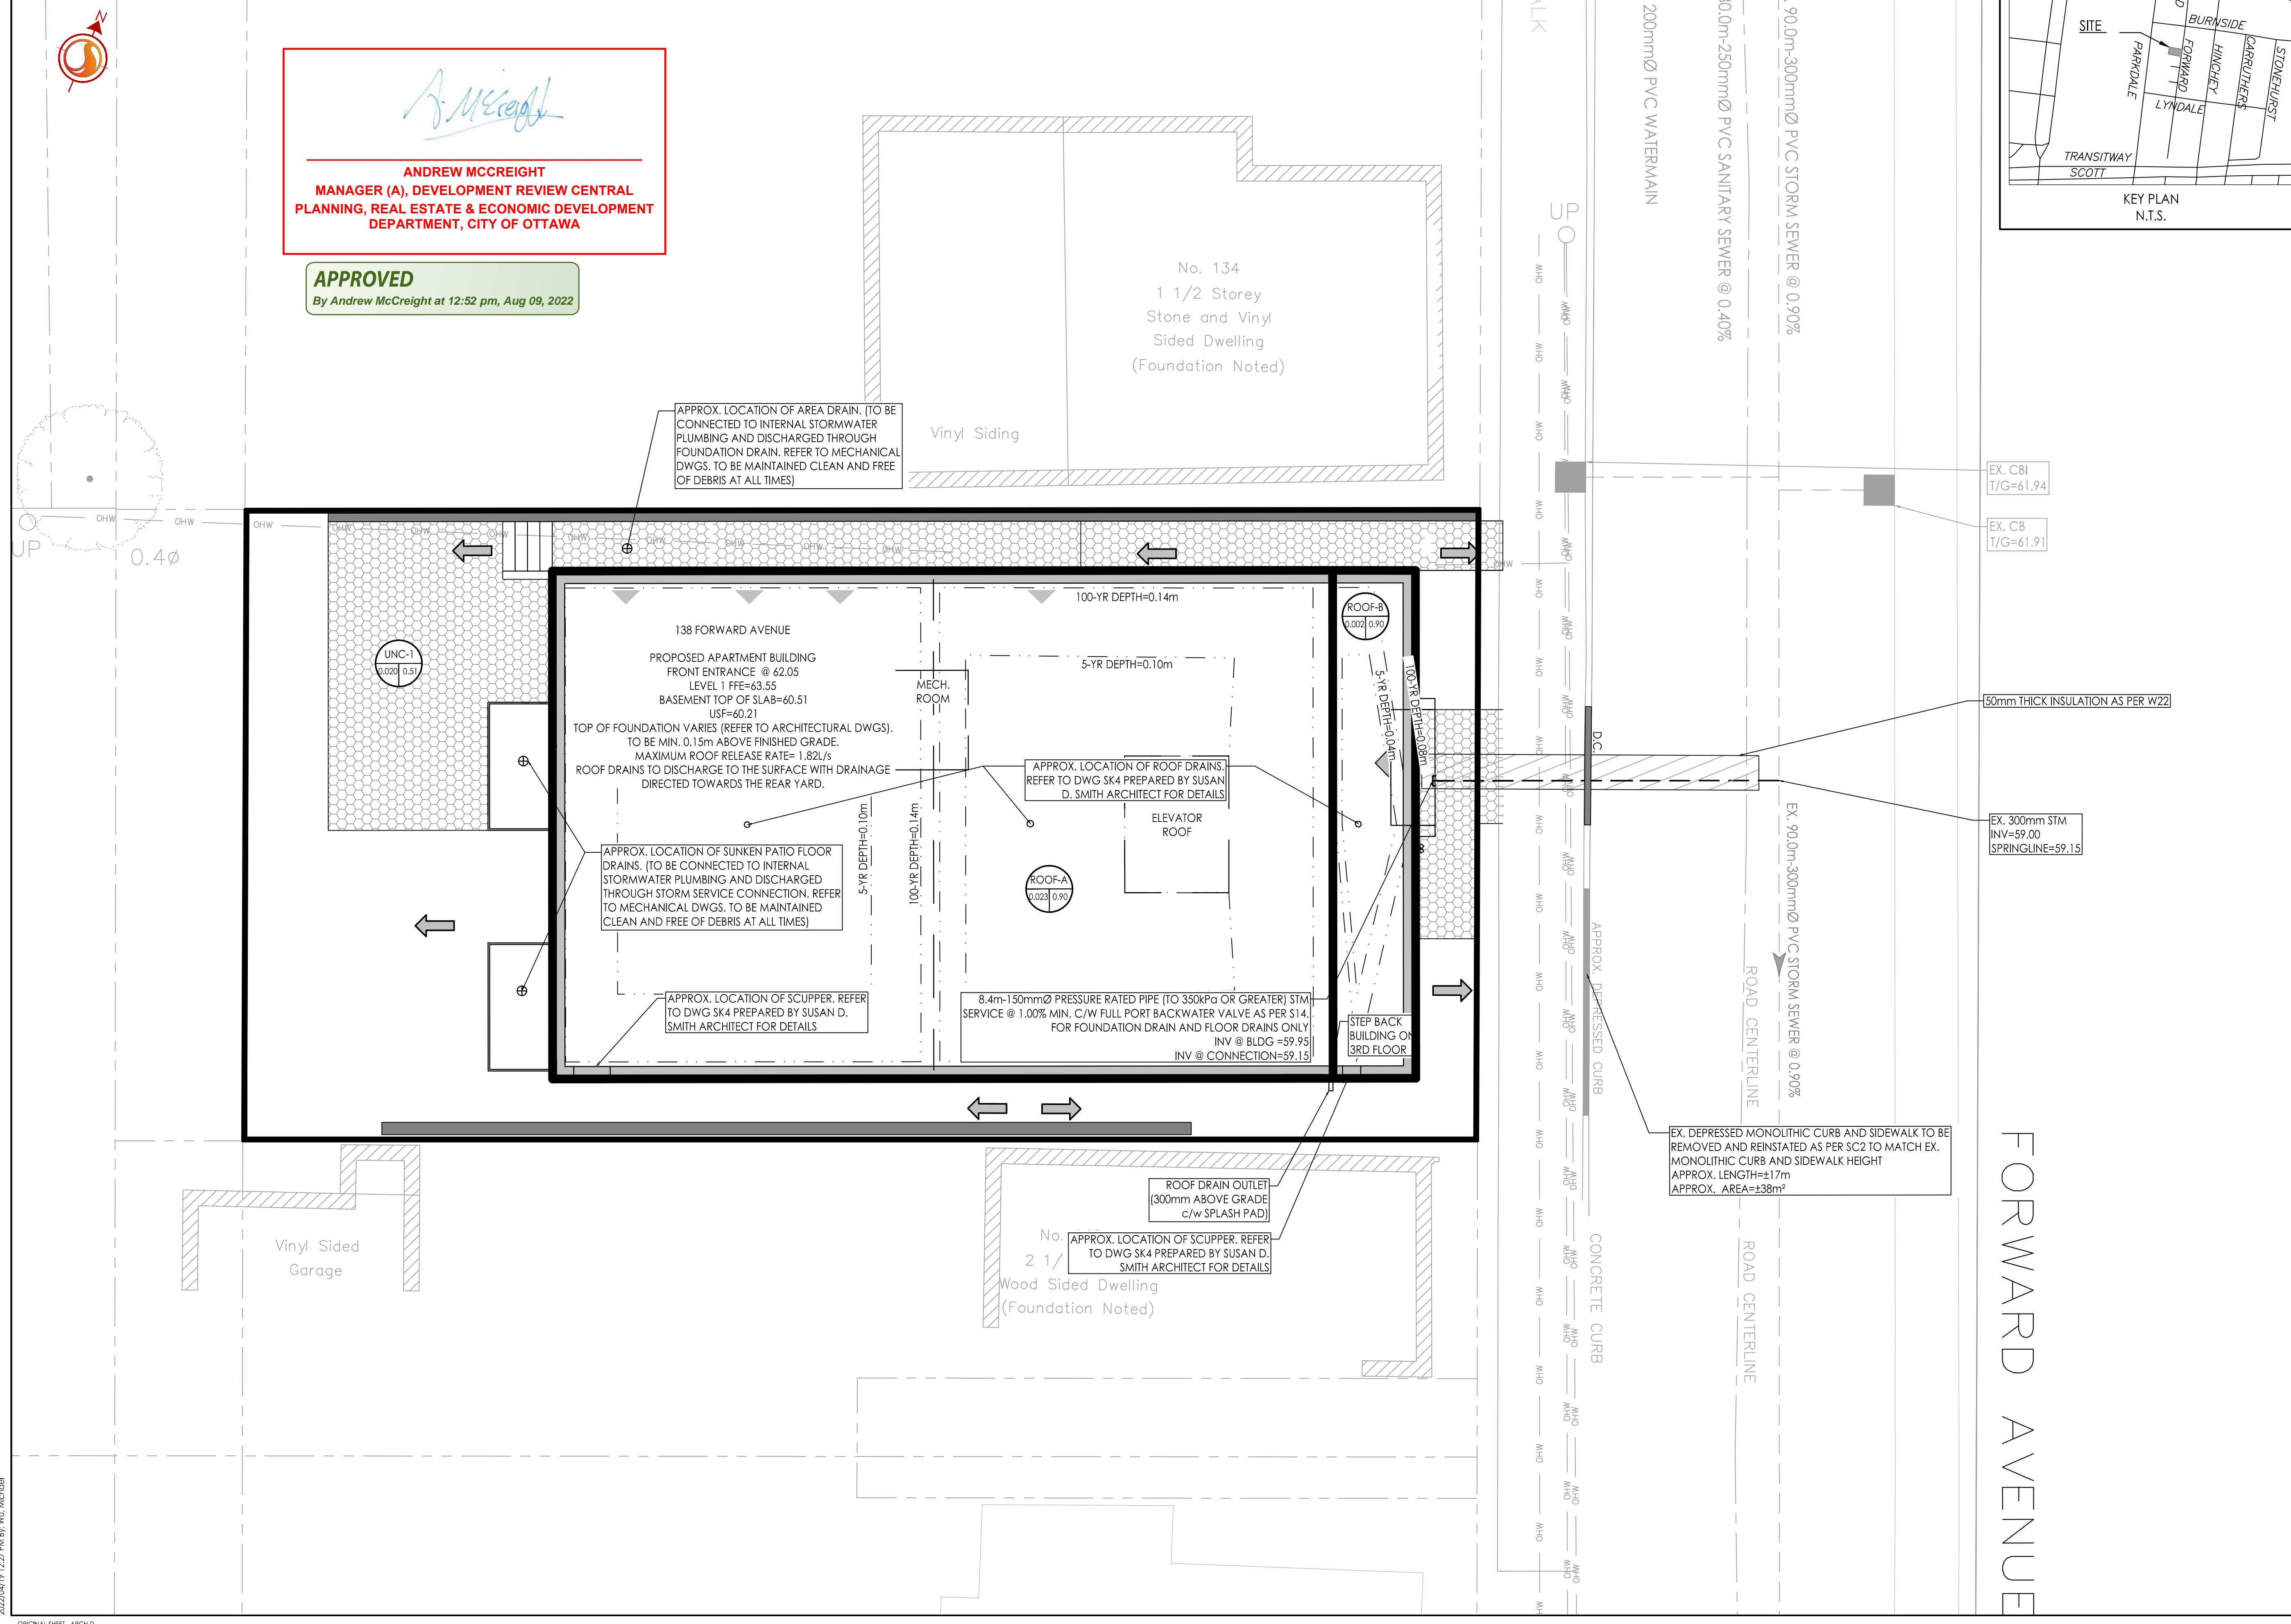 N
ANDREW MCCREIGHT
MANAGER (A), DEVELOPMENT REVIEW CENTRAL
PLANNING, REAL ESTATE & ECONOMIC DEVELOPMENT
DEPARTMENT, CITY OF OTTAWA
APPROVED
By Andrew McCreight at 12:52 pm, Aug 09, 2022
200mmØ PVC WATERMAIN
PVC SANITARY SEWER @ 0.40%
90.0m-300mmØ PVC STORM SEWER @ 0.90%
SITE
BURNSIDE
PARKDALE
FORWARD
HINCHEY
CARRUTHERS
STONEHURST
LYNDALE
TRANSITWAY
SCOTT
KEY PLAN
N.T.S.
UP
No. 134
1 1/2 Storey
Stone and Vinyl
Sided Dwelling
(Foundation Noted)
Vinyl Siding
APPROX. LOCATION OF AREA DRAIN. (TO BE
CONNECTED TO INTERNAL STORMWATER
PLUMBING AND DISCHARGED THROUGH
FOUNDATION DRAIN. REFER TO MECHANICAL
DWGS. TO BE MAINTAINED CLEAN AND FREE
OF DEBRIS AT ALL TIMES)
EX. CBI
T/G=61.94
EX. CB
T/G=61.91
UP
0.4ø
OHW
OHW
OHW
OHW
OHW
OHW
OHW
OHW
OHW
OHW
OHW
UNC-1
0.020 0.51
138 FORWARD AVENUE
PROPOSED APARTMENT BUILDING
FRONT ENTRANCE @ 62.05
LEVEL 1 FFE=63.55
BASEMENT TOP OF SLAB=60.51
USF=60.21
TOP OF FOUNDATION VARIES (REFER TO ARCHITECTURAL DWGS).
TO BE MIN. 0.15m ABOVE FINISHED GRADE.
MAXIMUM ROOF RELEASE RATE= 1.82L/s
ROOF DRAINS TO DISCHARGE TO THE SURFACE WITH DRAINAGE
DIRECTED TOWARDS THE REAR YARD.
MECH.
ROOM
100-YR DEPTH=0.14m
5-YR DEPTH=0.10m
ROOF-B
0.002 0.90
5-YR DEPTH=0.04m
100-YR DEPTH=0.08m
APPROX. LOCATION OF ROOF DRAINS.
REFER TO DWG SK4 PREPARED BY SUSAN
D. SMITH ARCHITECT FOR DETAILS
ELEVATOR
ROOF
5-YR DEPTH=0.10m
100-YR DEPTH=0.14m
ROOF-A
0.023 0.90
APPROX. LOCATION OF SUNKEN PATIO FLOOR
DRAINS. (TO BE CONNECTED TO INTERNAL
STORMWATER PLUMBING AND DISCHARGED
THROUGH STORM SERVICE CONNECTION. REFER
TO MECHANICAL DWGS. TO BE MAINTAINED
CLEAN AND FREE OF DEBRIS AT ALL TIMES)
APPROX. LOCATION OF SCUPPER. REFER
TO DWG SK4 PREPARED BY SUSAN D.
SMITH ARCHITECT FOR DETAILS
8.4m-150mmØ PRESSURE RATED PIPE (TO 350kPa OR GREATER) STM
SERVICE @ 1.00% MIN. C/W FULL PORT BACKWATER VALVE AS PER S14.
FOR FOUNDATION DRAIN AND FLOOR DRAINS ONLY
INV @ BLDG =59.95
INV @ CONNECTION=59.15
STEP BACK
BUILDING ON
3RD FLOOR
D.C.
50mm THICK INSULATION AS PER W22
EX. 300mm STM
INV=59.00
SPRINGLINE=59.15
EX. 90.0m-300mmØ PVC STORM SEWER @ 0.90%
APPROX. DEPRESSED CURB
ROAD CENTERLINE
EX. DEPRESSED MONOLITHIC CURB AND SIDEWALK TO BE
REMOVED AND REINSTATED AS PER SC2 TO MATCH EX.
MONOLITHIC CURB AND SIDEWALK HEIGHT
APPROX. LENGTH=±17m
APPROX. AREA=±38m²
ROOF DRAIN OUTLET
(300mm ABOVE GRADE
c/w SPLASH PAD)
APPROX. LOCATION OF SCUPPER. REFER
TO DWG SK4 PREPARED BY SUSAN D.
SMITH ARCHITECT FOR DETAILS
Vinyl Sided
Garage
No.
2 1/
Wood Sided Dwelling
(Foundation Noted)
CONCRETE CURB
ROAD CENTERLINE
FORWARD AVENUE